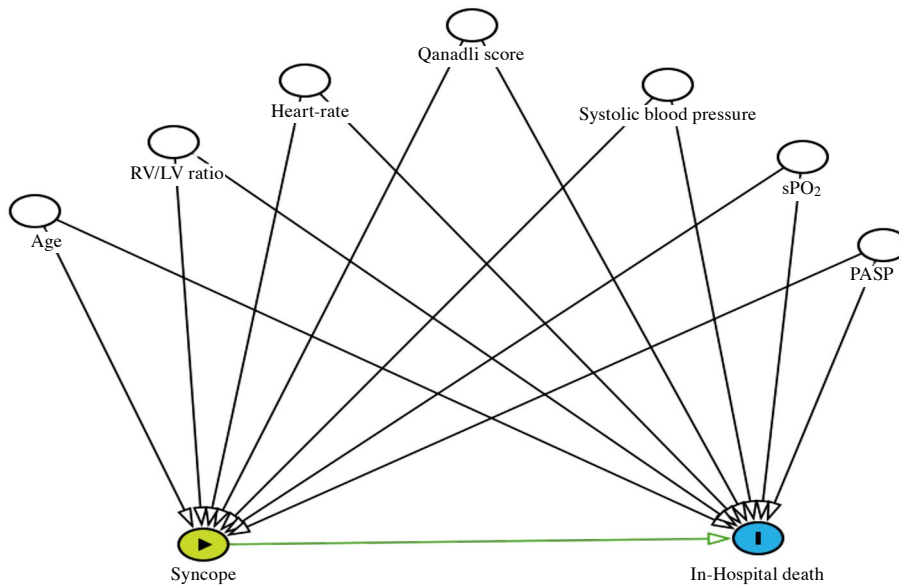 Qanadli score
Heart-rate
Systolic blood pressure
RV/LV ratio
sPO₂
Age
PASP
Syncope
In-Hospital death